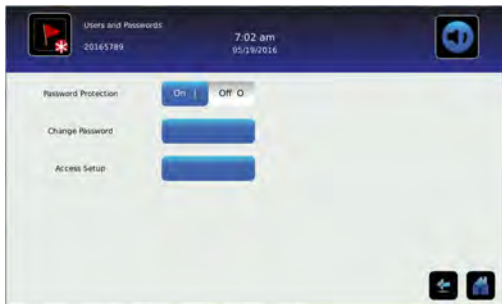 Users and Passwords
20165789
7:02 am
05/19/2016
Password Protection
On |
Off O
Change Password
Access Setup